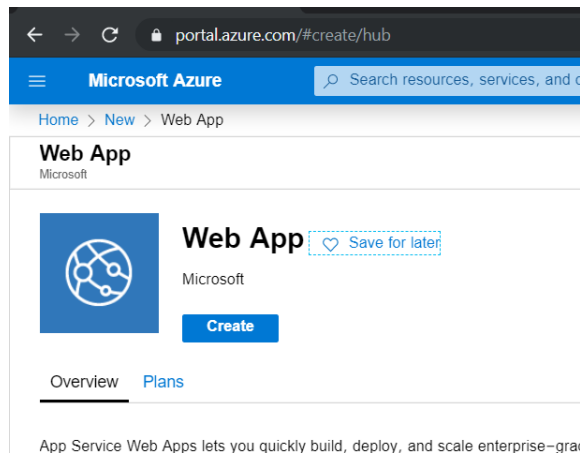 portal.azure.com/#create/hub
Microsoft Azure
Search resources, services, and
Home > New > Web App
Web App
Microsoft
Web App
Save for later
Microsoft
Create
Overview Plans
App Service Web Apps lets you quickly build, deploy, and scale